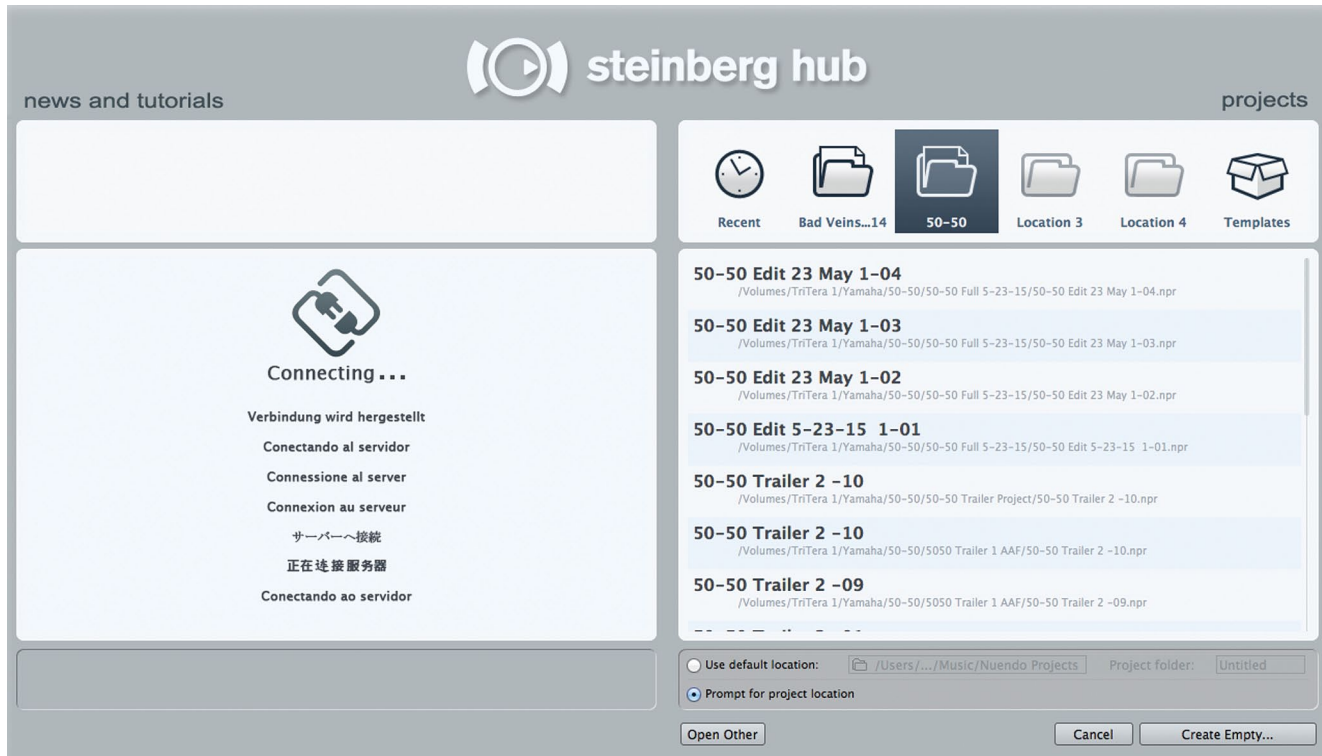 steinberg hub
news and tutorials
projects
Recent
Bad Veins...14
50-50
Location 3
Location 4
Templates
Connecting...
Verbindung wird hergestellt
Conectando al servidor
Connessione al server
Connexion au serveur
サーバーへ接続
正在连接服务器
Conectando ao servidor
50-50 Edit 23 May 1-04
/Volumes/TriTera 1/Yamaha/50-50/50-50 Full 5-23-15/50-50 Edit 23 May 1-04.npr
50-50 Edit 23 May 1-03
/Volumes/TriTera 1/Yamaha/50-50/50-50 Full 5-23-15/50-50 Edit 23 May 1-03.npr
50-50 Edit 23 May 1-02
/Volumes/TriTera 1/Yamaha/50-50/50-50 Full 5-23-15/50-50 Edit 23 May 1-02.npr
50-50 Edit 5-23-15  1-01
/Volumes/TriTera 1/Yamaha/50-50/50-50 Full 5-23-15/50-50 Edit 5-23-15  1-01.npr
50-50 Trailer 2 -10
/Volumes/TriTera 1/Yamaha/50-50/50-50 Trailer Project/50-50 Trailer 2 -10.npr
50-50 Trailer 2 -10
/Volumes/TriTera 1/Yamaha/50-50/5050 Trailer 1 AAF/50-50 Trailer 2 -10.npr
50-50 Trailer 2 -09
/Volumes/TriTera 1/Yamaha/50-50/5050 Trailer 1 AAF/50-50 Trailer 2 -09.npr
Use default location: /Users/.../Music/Nuendo Projects Project folder: Untitled
Prompt for project location
Open Other Cancel Create Empty...